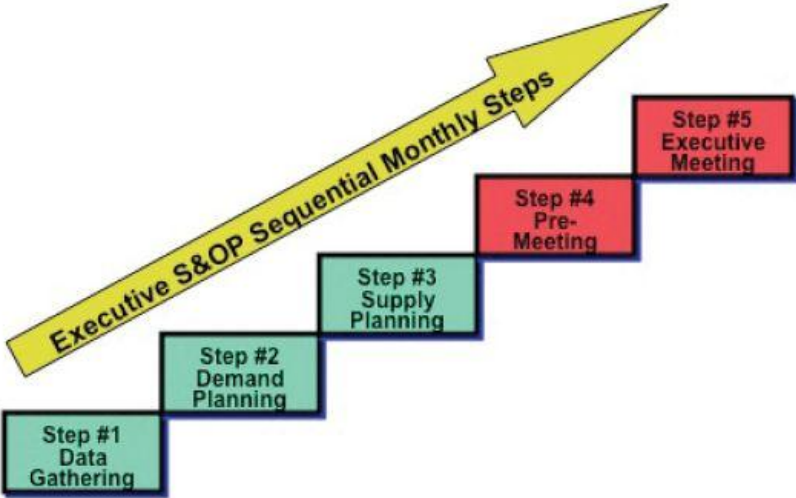 Executive S&OP Sequential Monthly Steps
Step #1
Data
Gathering
Step #2
Demand
Planning
Step #3
Supply
Planning
Step #4
Pre-
Meeting
Step #5
Executive
Meeting